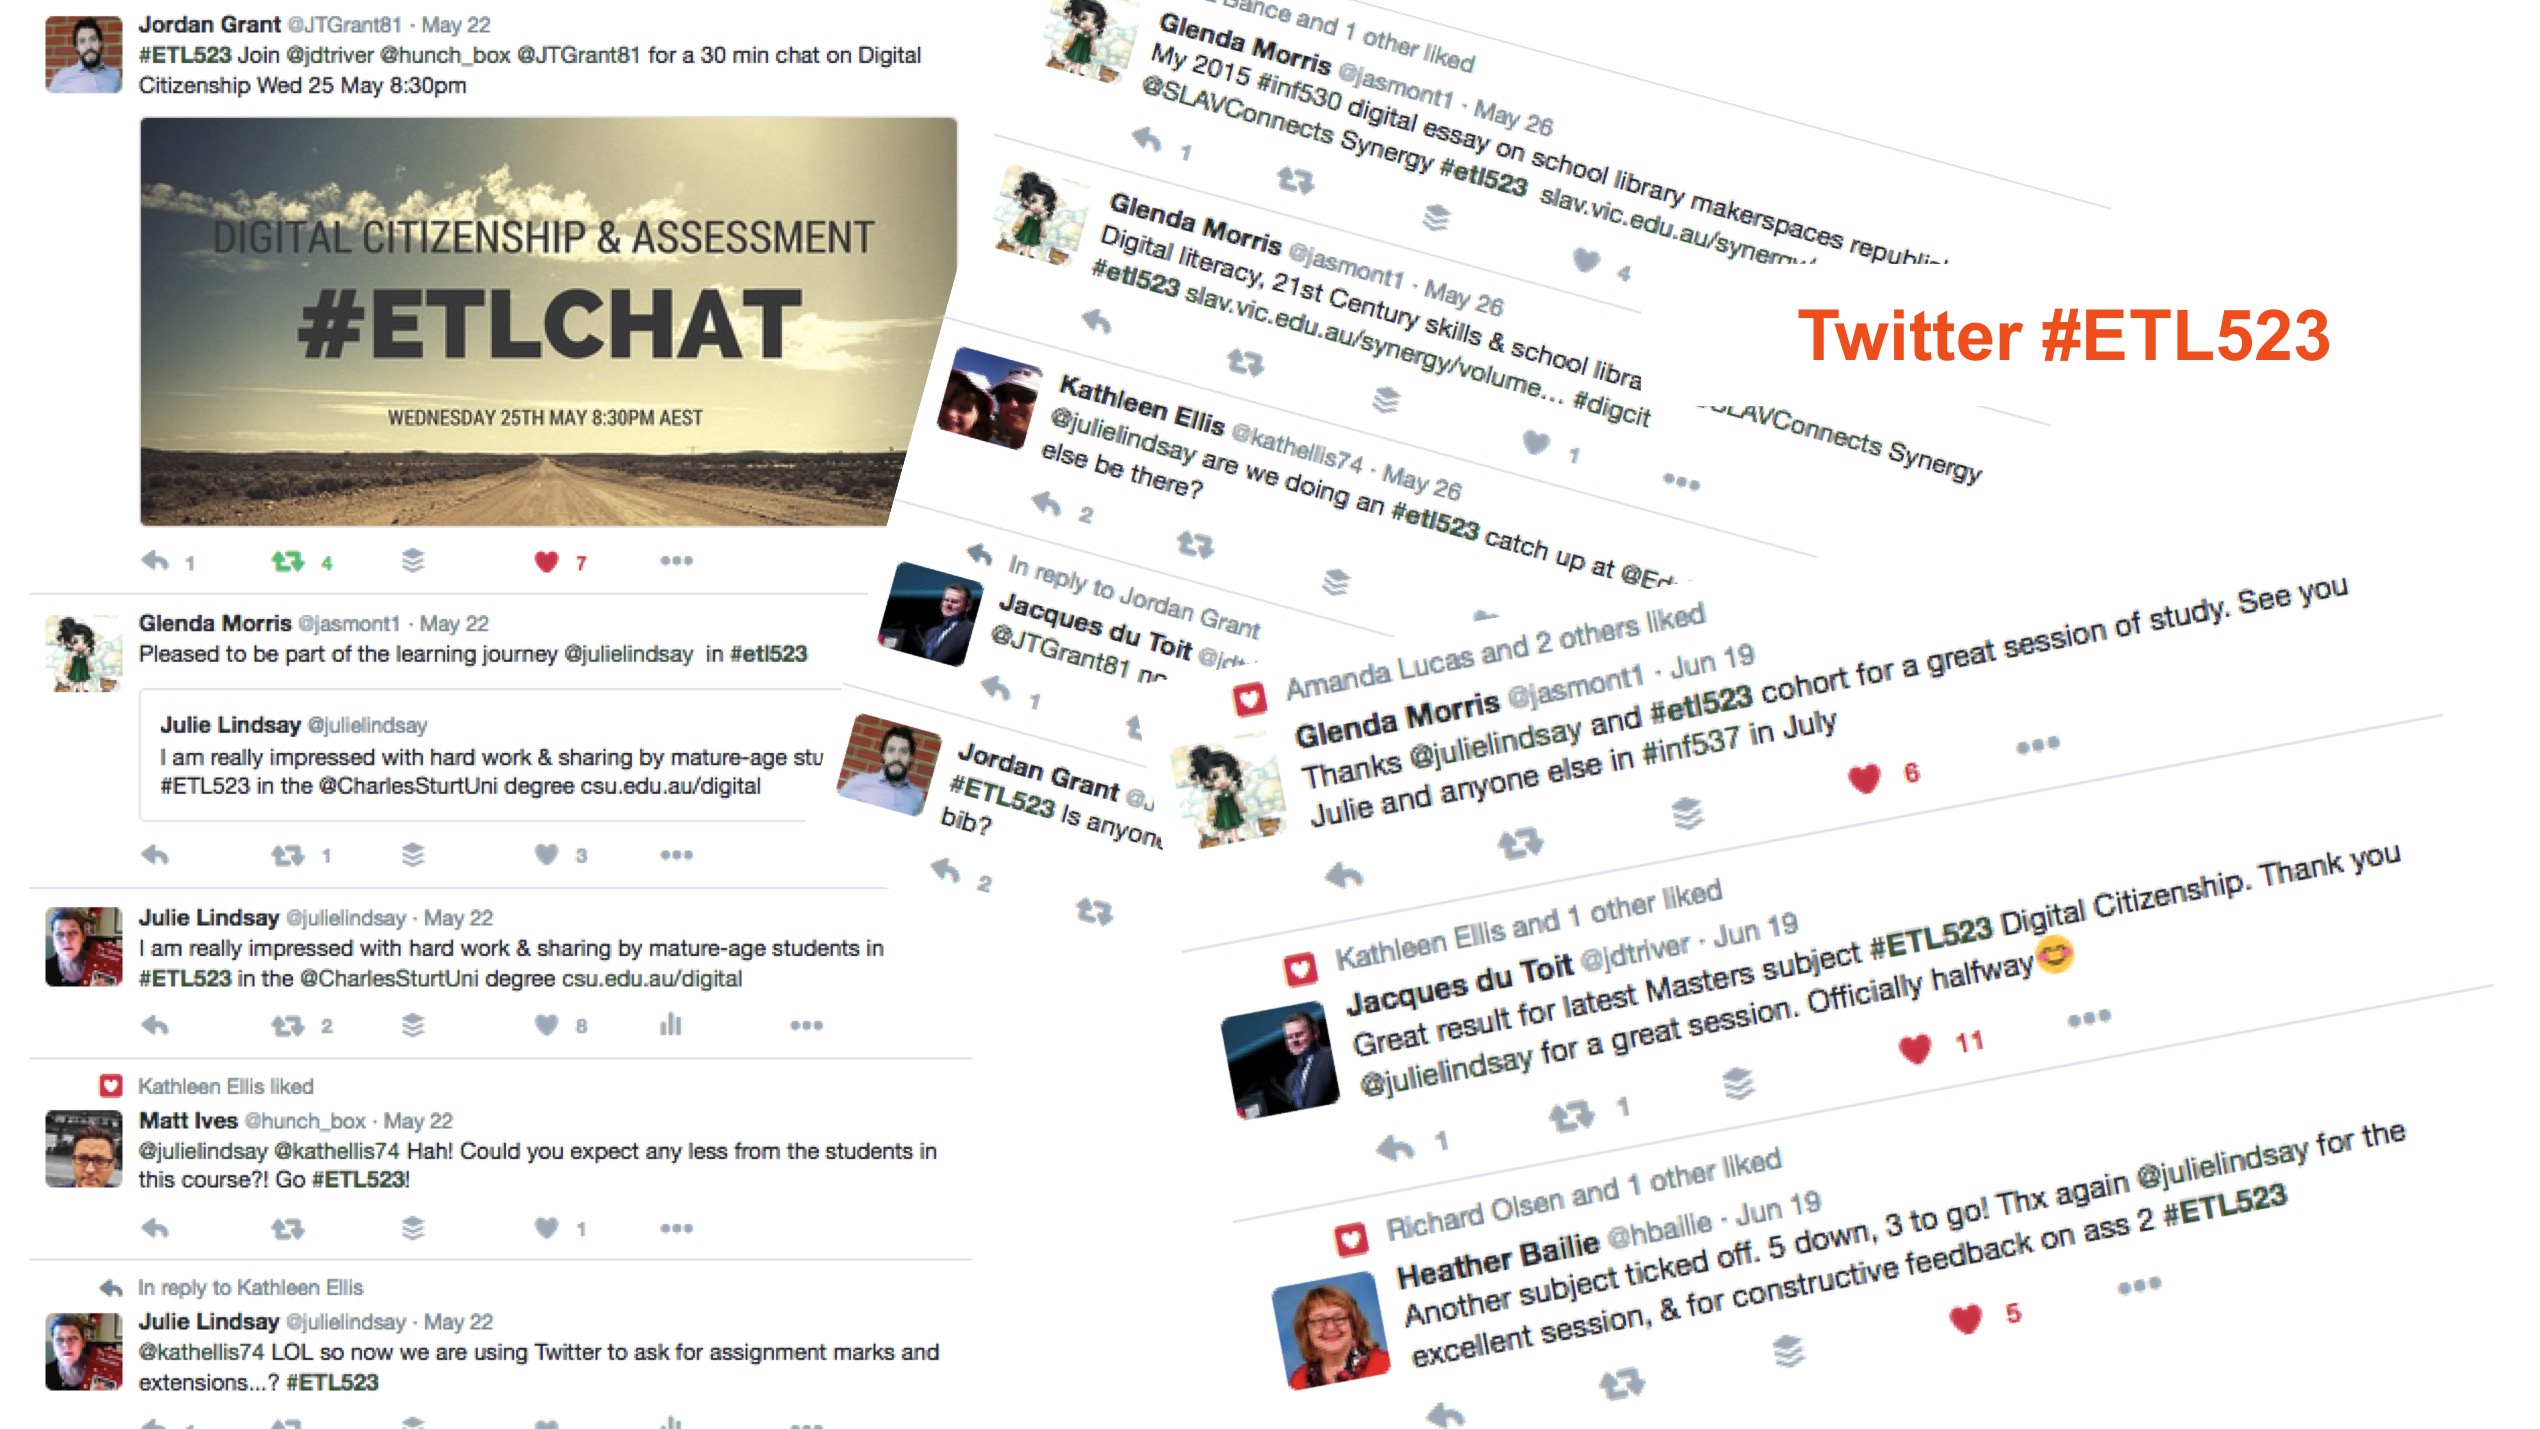 Jordan Grant @JTGrant81 · May 22
#ETL523 Join @jdtriver @hunch_box @JTGrant81 for a 30 min chat on Digital
Citizenship Wed 25 May 8:30pm
DIGITAL CITIZENSHIP & ASSESSMENT
#ETLCHAT
WEDNESDAY 25TH MAY 8:30PM AEST
1 4 7
Glenda Morris @jasmont1 · May 22
Pleased to be part of the learning journey @julielindsay in #etl523
Julie Lindsay @julielindsay
I am really impressed with hard work & sharing by mature-age stu
#ETL523 in the @CharlesSturtUni degree csu.edu.au/digital
1 3
Julie Lindsay @julielindsay · May 22
I am really impressed with hard work & sharing by mature-age students in
#ETL523 in the @CharlesSturtUni degree csu.edu.au/digital
2 8
Kathleen Ellis liked
Matt Ives @hunch_box · May 22
@julielindsay @kathellis74 Hah! Could you expect any less from the students in
this course?! Go #ETL523!
1
In reply to Kathleen Ellis
Julie Lindsay @julielindsay · May 22
@kathellis74 LOL so now we are using Twitter to ask for assignment marks and
extensions...? #ETL523
and 1 other liked
Glenda Morris @jasmont1 · May 26
My 2015 #inf530 digital essay on school library makerspaces
@SLAVConnects Synergy #etl523 slav.vic.edu.au/synergy/
1 4
Glenda Morris @jasmont1 · May 26
Digital literacy, 21st Century skills & school libra
#etl523 slav.vic.edu.au/synergy/volume... #digcit
SLAVConnects Synergy
1
Kathleen Ellis @kathellis74 · May 26
@julielindsay are we doing an #etl523 catch up at
else be there?
2
In reply to Jordan Grant
Jacques du Toit
@JTGrant81
1
Jordan Grant
#ETL523 Is anyone
bib?
2
Twitter #ETL523
Amanda Lucas and 2 others liked
Glenda Morris @jasmont1 · Jun 19
Thanks @julielindsay and #etl523 cohort for a great session of study. See you
Julie and anyone else in #inf537 in July
6
Kathleen Ellis and 1 other liked
Jacques du Toit @jdtriver · Jun 19
Great result for latest Masters subject #ETL523 Digital Citizenship. Thank you
@julielindsay for a great session. Officially halfway😊
1 1 11
Richard Olsen and 1 other liked
Heather Bailie @hbailie · Jun 19
Another subject ticked off. 5 down, 3 to go! Thx again @julielindsay for the
excellent session, & for constructive feedback on ass 2 #ETL523
5